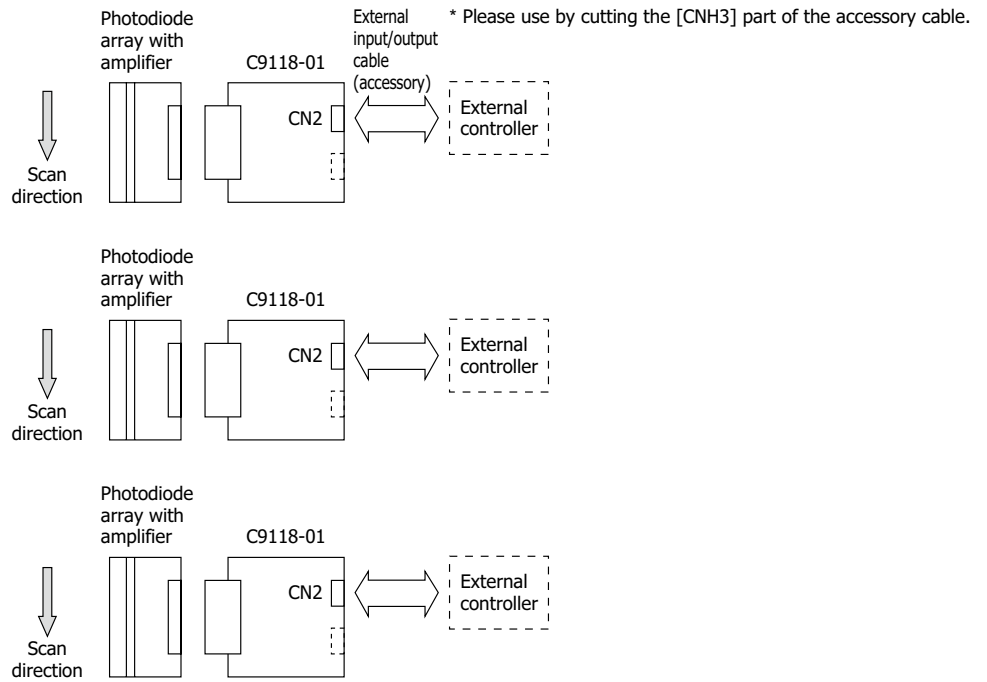 Photodiode
array with
amplifier
C9118-01
External
input/output
cable
(accessory)
* Please use by cutting the [CNH3] part of the accessory cable.
CN2
External
controller
Scan
direction
Photodiode
array with
amplifier
C9118-01
CN2
External
controller
Scan
direction
Photodiode
array with
amplifier
C9118-01
CN2
External
controller
Scan
direction